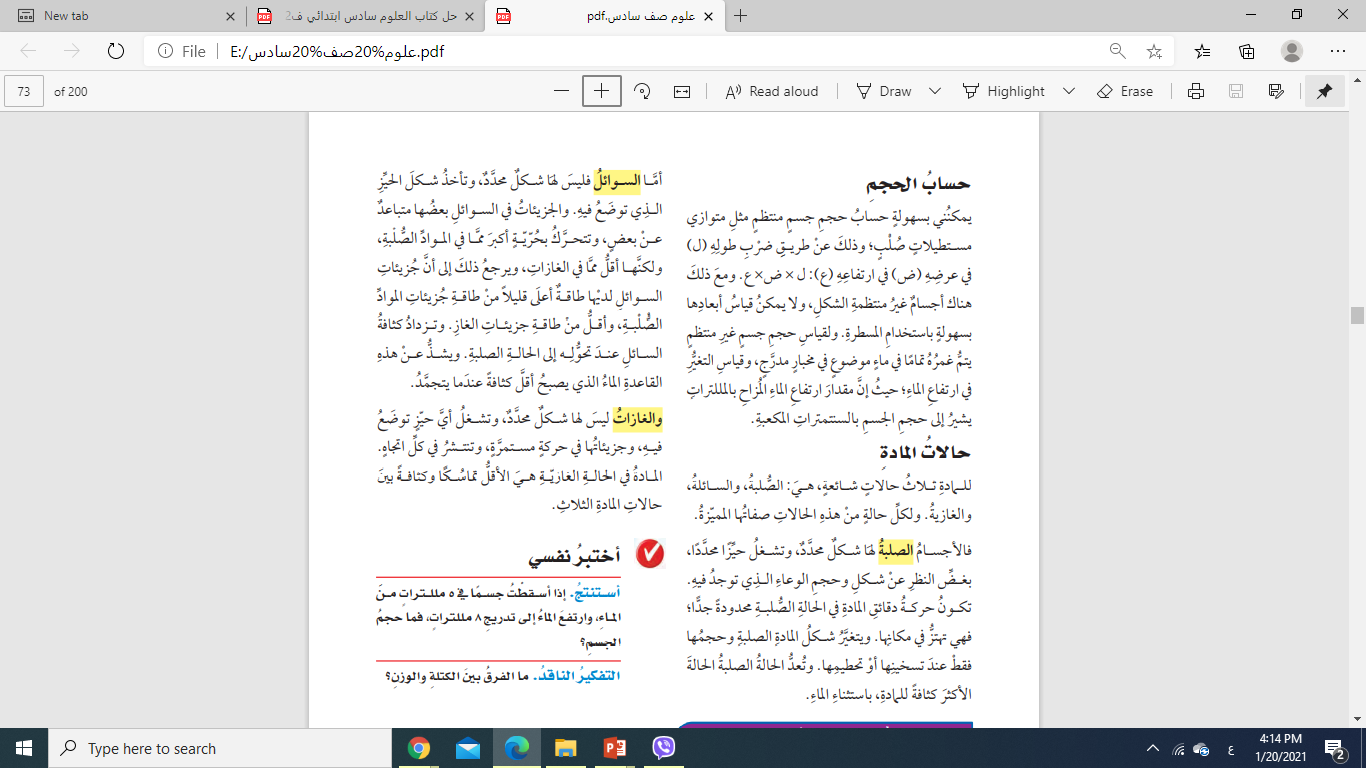 New tab
حل كتاب العلوم سادس ابتدائي ف2
علوم صف سادس.pdf
File
E:/علوم%20صف%20سادس.pdf
73
of 200
Read aloud
Draw
Highlight
Erase
حسابُ الحجمِ
يمكنُني بسهولةٍ حسابُ حجمِ جسمٍ منتظمٍ مثلِ متوازي
مستطيلاتٍ صُلْبٍ؛ وذلكَ عنْ طريقِ ضرْبِ طولِهِ (ل)
في عرضِهِ (ض) في ارتفاعِهِ (ع): ل × ض× ع. ومعَ ذلكَ
هناك أجسامٌ غيرُ منتظمةِ الشكلِ، ولا يمكنُ قياسُ أبعادِها
بسهولةٍ باستخدامِ المسطرةِ. ولقياسِ حجمِ جسمٍ غيرِ منتظمٍ
يتمُّ غمرُهُ تمامًا في ماءٍ موضوعٍ في مخبارٍ مدرَّجٍ، وقياسِ التغيُّرِ
في ارتفاعِ الماءِ؛ حيثُ إنَّ مقدارَ ارتفاعِ الماءِ المُزاحِ بالمللتراتِ
يشيرُ إلى حجمِ الجسمِ بالسنتمتراتِ المكعبةِ.
حالاتُ المادةِ
للمادةِ ثلاثُ حالاتٍ شائعةٍ، هيَ: الصُّلبةُ، والسائلةُ،
والغازيةُ. ولكلِّ حالةٍ منْ هذهِ الحالاتِ صفاتُها المميّزةُ.
فالأجسامُ الصلبةُ لها شكلٌ محدَّدٌ، وتشغلُ حيِّزًا محدَّدًا،
بغضِّ النظرِ عنْ شكلِ وحجمِ الوعاءِ الذي توجدُ فيهِ.
تكونُ حركةُ دقائقِ المادةِ في الحالةِ الصُّلبةِ محدودةً جدًّا؛
فهي تهتزُّ في مكانِها. ويتغيَّرُ شكلُ المادةِ الصلبةِ وحجمُها
فقطْ عندَ تسخينِها أوْ تحطيمِها. وتُعدُّ الحالةُ الصلبةُ الحالةَ
الأكثرَ كثافةً للمادةِ، باستثناءِ الماءِ.
أمَّا السوائلُ فليسَ لها شكلٌ محدَّدٌ، وتأخذُ شكلَ الحيِّزِ
الذِي توضَعُ فيهِ. والجزيئاتُ في السوائلِ بعضُها متباعدٌ
عنْ بعضٍ، وتتحرَّكُ بحُرّيّةٍ أكبرَ ممَّا في الموادِّ الصُّلْبةِ،
ولكنَّها أقلُّ ممَّا في الغازاتِ، ويرجعُ ذلكَ إلى أنَّ جُزيئاتِ
السوائلِ لديْها طاقةٌ أعلَى قليلاً منْ طاقةِ جُزيئاتِ الموادِّ
الصُّلْبةِ، وأقلُّ منْ طاقةِ جزيئاتِ الغازِ. وتزدادُ كثافةُ
السائلِ عندَ تحوُّلِه إلى الحالةِ الصلبةِ. ويشذُّ عنْ هذهِ
القاعدةِ الماءُ الذي يصبحُ أقلَّ كثافةً عندَما يتجمَّدُ.
والغازاتُ ليسَ لها شكلٌ محدَّدٌ، وتشغلُ أيَّ حيِّزٍ توضَعُ
فيهِ، وجزيئاتُها في حركةٍ مستمرَّةٍ، وتنتشرُ في كلِّ اتجاهٍ.
المادةُ في الحالةِ الغازيّةِ هيَ الأقلُّ تماسُكًا وكثافةً بينَ
حالاتِ المادةِ الثلاثِ.
أختبرُ نفسي
أستنتجُ. إذا أسقطْتُ جسمًا في ٥ مللتراتٍ منَ
الماءِ، وارتفعَ الماءُ إلى تدريجِ ٨ مللتراتٍ، فما حجمُ
الجسمِ؟
التفكيرُ الناقدُ. ما الفرقُ بينَ الكتلةِ والوزنِ؟
Type here to search
ع
4:14 PM
1/20/2021
2